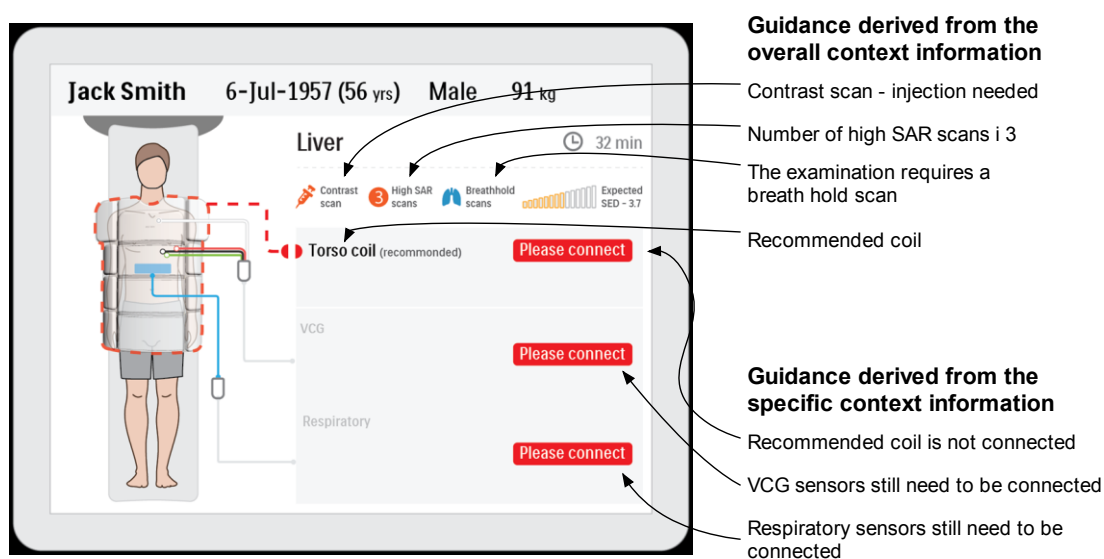 Guidance derived from the
overall context information
Contrast scan - injection needed
Number of high SAR scans i 3
The examination requires a
breath hold scan
Recommended coil
Jack Smith 6-Jul-1957 (56 yrs) Male 91 kg
Liver 32 min
Contrast
scan
3
High SAR
scans
Breathhold
scans
Expected
SED - 3.7
Torso coil (recommonded) Please connect
VCG
Please connect
Respiratory
Please connect
Guidance derived from the
specific context information
Recommended coil is not connected
VCG sensors still need to be connected
Respiratory sensors still need to be
connected